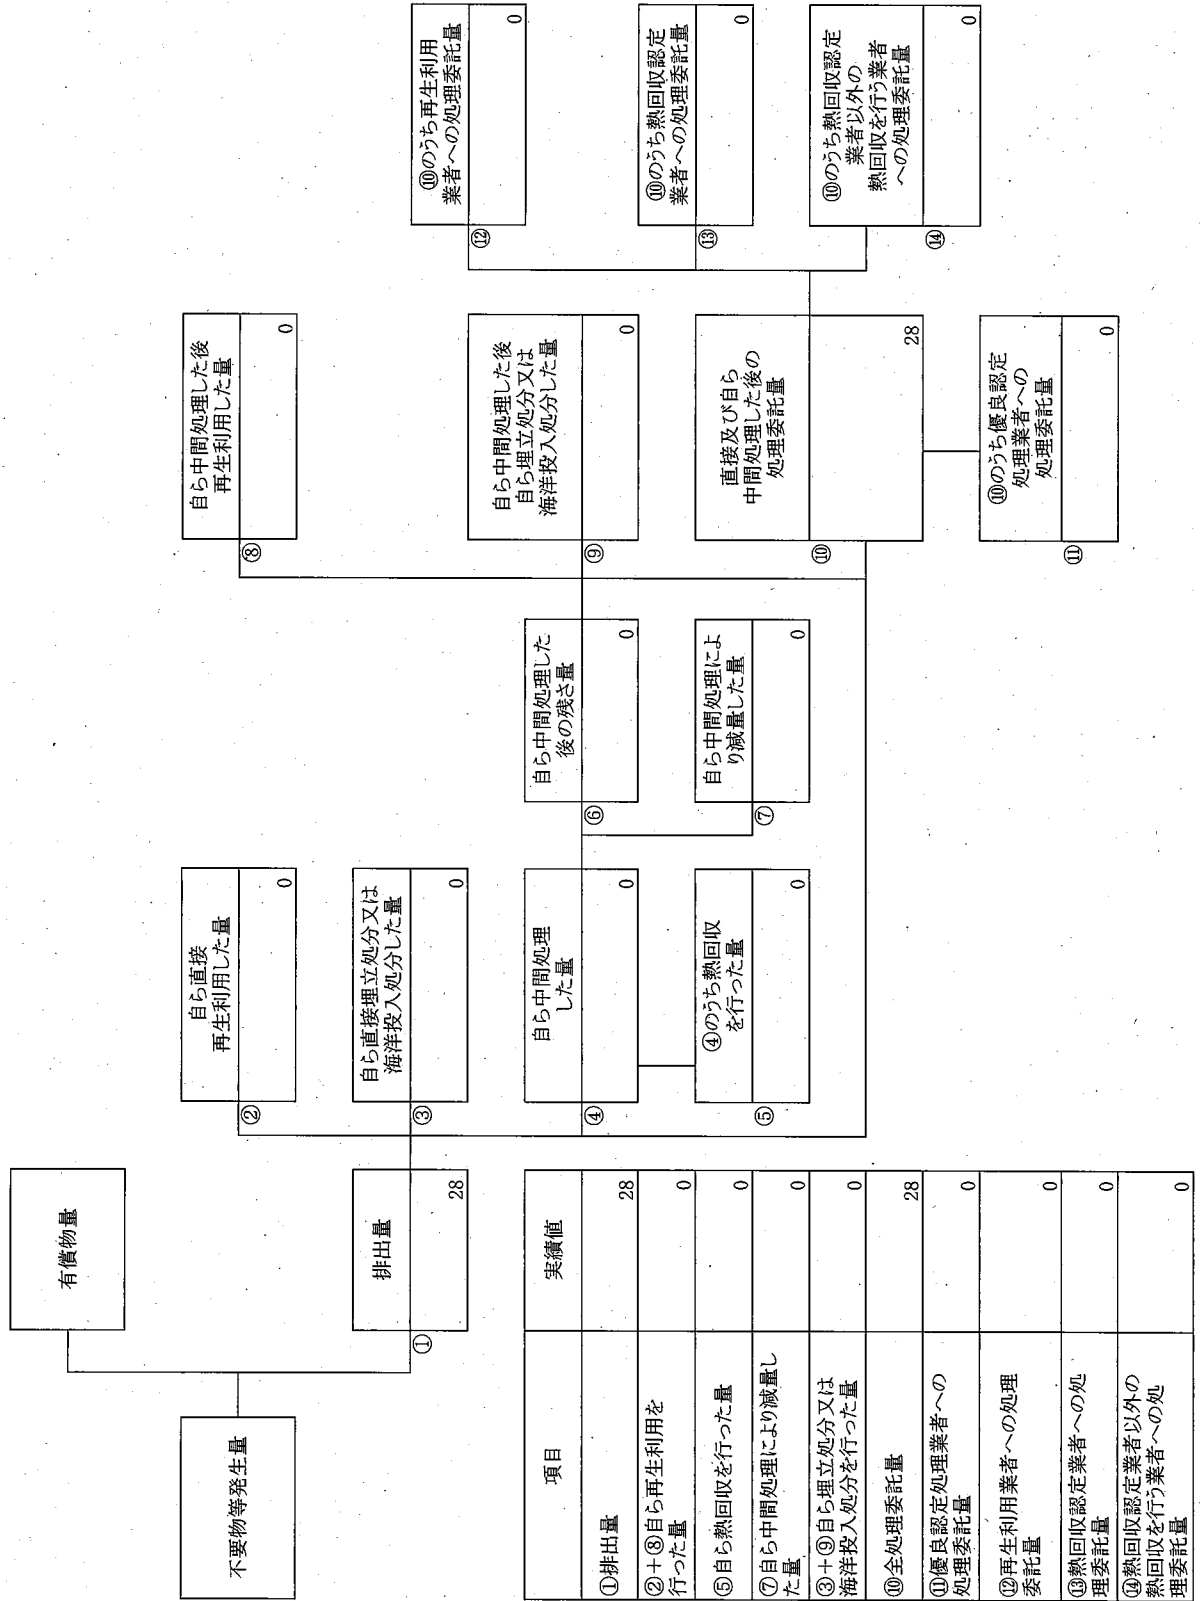 不要物等発生量
有償物量
①
排出量
28
②
自ら直接
再生利用した量
0
③
自ら直接埋立処分又は
海洋投入処分した量
0
④
自ら中間処理
した量
0
⑤
④のうち熱回収
を行った量
0
⑥
自ら中間処理した
後の残さ量
0
⑦
自ら中間処理によ
り減量した量
0
⑧
自ら中間処理した後
再生利用した量
0
⑨
自ら中間処理した後
自ら埋立処分又は
海洋投入処分した量
0
⑩
直接及び自ら
中間処理した後の
処理委託量
28
⑪
⑩のうち優良認定
処理業者への
処理委託量
0
⑫
⑩のうち再生利用
業者への処理委託量
0
⑬
⑩のうち熱回収認定
業者への処理委託量
0
⑭
⑩のうち熱回収認定
業者以外の
熱回収を行う業者
への処理委託量
0
項目 実績値
①排出量 28
②+⑧自ら再生利用を
行った量 0
⑤自ら熱回収を行った量 0
⑦自ら中間処理により減量し
た量 0
③+⑨自ら埋立処分又は
海洋投入処分を行った量 0
⑩全処理委託量 28
⑪優良認定処理業者への
処理委託量 0
⑫再生利用業者への処理
委託量 0
⑬熱回収認定業者への処
理委託量 0
⑭熱回収認定業者以外の
熱回収を行う業者への処
理委託量 0